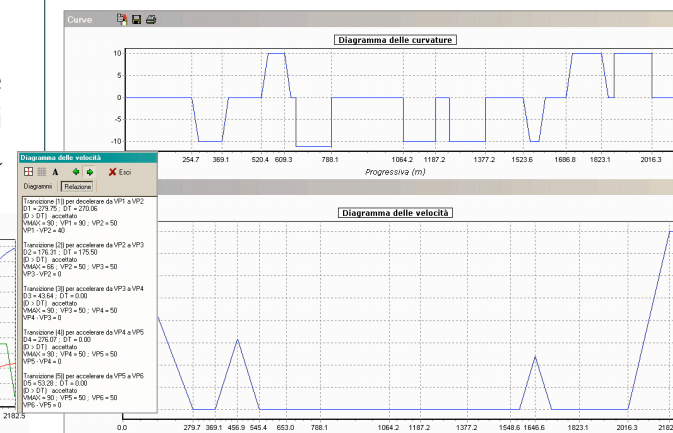 Curve
Diagramma delle curvature
10
5
0
-5
-10
254.7 369.1 520.4 609.3 788.1 1064.2 1187.2 1377.2 1523.6 1686.8 1823.1 2016.3
Progressiva (m)
Diagramma delle velocità
Esci
Diagrammi Relazione
Transizione (1)) per accelerare da VP1 a VP2
D1 = 279.75 ; DT = 270.06
(D > DT) accettato
VMAX = 90 ; VP1 = 90 ; VP2 = 50
VP1 - VP2 = 40
Transizione (2)) per accelerare da VP2 a VP3
D2 = 176.31 ; DT = 175.50
(D > DT) accettato
VMAX = 66 ; VP2 = 50 ; VP3 = 50
VP3 - VP2 = 0
Transizione (3)) per accelerare da VP3 a VP4
D3 = 43.64 ; DT = 0.00
(D > DT) accettato
VMAX = 90 ; VP3 = 50 ; VP4 = 50
VP4 - VP3 = 0
Transizione (4)) per accelerare da VP4 a VP5
D4 = 276.07 ; DT = 0.00
(D > DT) accettato
VMAX = 90 ; VP4 = 50 ; VP5 = 50
VP5 - VP4 = 0
Transizione (5)) per accelerare da VP5 a VP6
D5 = 53.28 ; DT = 0.00
(D > DT) accettato
VMAX = 90 ; VP5 = 50 ; VP6 = 50
VP6 - VP5 = 0
Diagramma delle velocità
0.0 279.7 369.1 456.9 545.4 653.0 788.1 1064.2 1187.2 1377.2 1548.6 1646.6 1823.1 2016.3 2182
2182.5